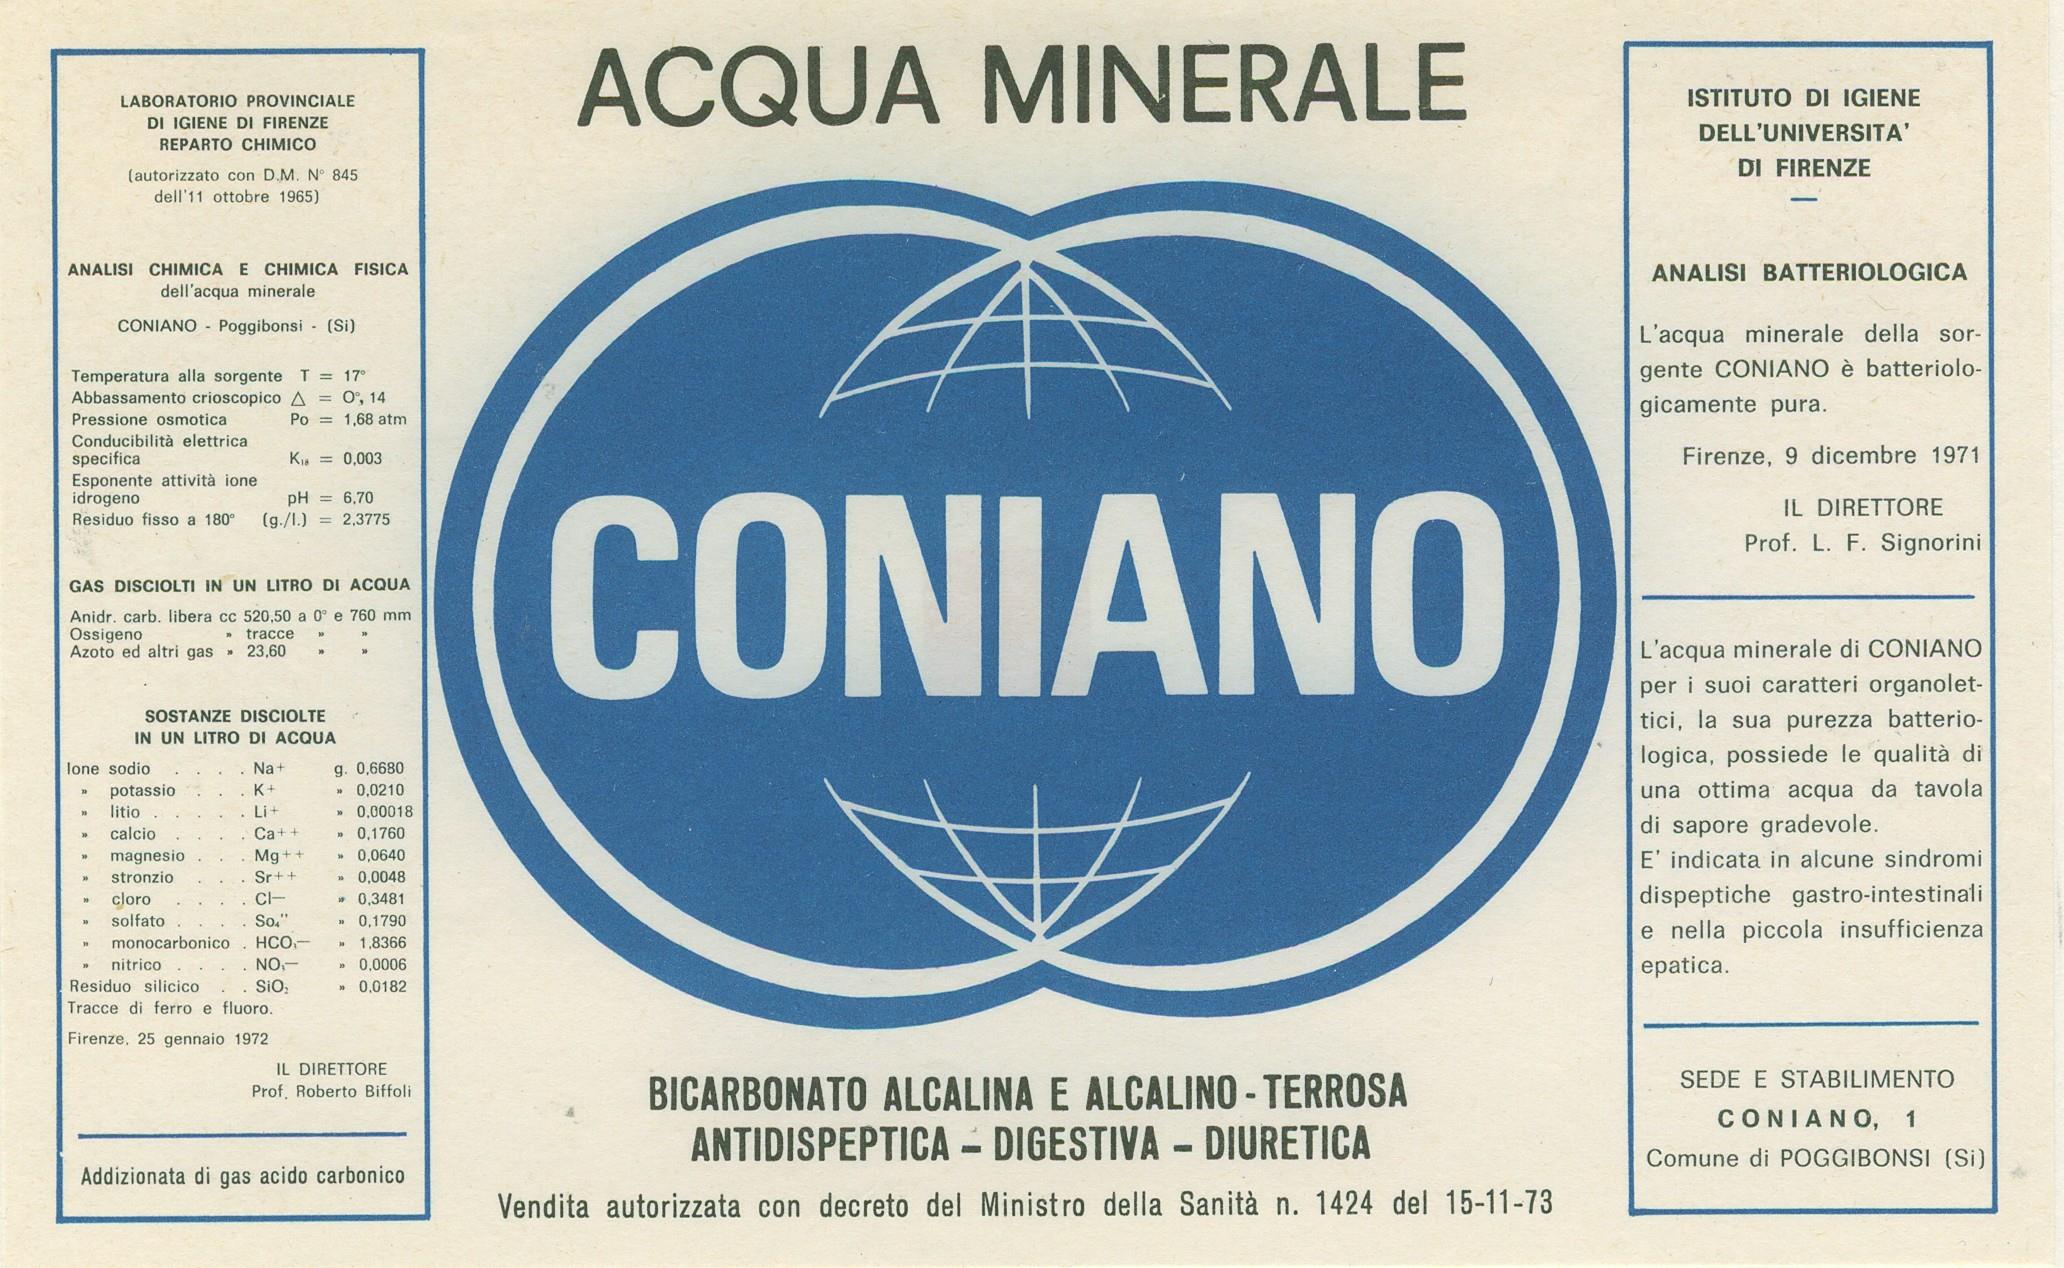 LABORATORIO PROVINCIALE
DI IGIENE DI FIRENZE
REPARTO CHIMICO
(autorizzato con D.M. N° 845
dell'11 ottobre 1965)
ANALISI CHIMICA E CHIMICA FISICA
dell'acqua minerale
CONIANO - Poggibonsi - (Si)
Temperatura alla sorgente T = 17°
Abbassamento crioscopico △ = O°, 14
Pressione osmotica Po = 1,68 atm
Conducibilità elettrica
specifica K₁₈ = 0,003
Esponente attività ione
idrogeno pH = 6,70
Residuo fisso a 180° (g./l.) = 2,3775
GAS DISCIOLTI IN UN LITRO DI ACQUA
Anidr. carb. libera cc 520,50 a 0° e 760 mm
Ossigeno » tracce » »
Azoto ed altri gas » 23,60 » »
SOSTANZE DISCIOLTE
IN UN LITRO DI ACQUA
Ione sodio . . . . Na+ g. 0,6680
» potassio . . . K+ » 0,0210
» litio . . . . . Li+ » 0,00018
» calcio . . . . Ca++ » 0,1760
» magnesio . . . Mg++ » 0,0640
» stronzio . . . Sr++ » 0,0048
» cloro . . . . Cl— » 0,3481
» solfato . . . . So₄" » 0,1790
» monocarbonico . HCO₃— » 1,8366
» nitrico . . . . NO₃— » 0,0006
Residuo silicico . . SiO₂ » 0,0182
Tracce di ferro e fluoro.
Firenze, 25 gennaio 1972
IL DIRETTORE
Prof. Roberto Biffoli
Addizionata di gas acido carbonico
ACQUA MINERALE
CONIANO
BICARBONATO ALCALINA E ALCALINO-TERROSA
ANTIDISPEPTICA – DIGESTIVA – DIURETICA
Vendita autorizzata con decreto del Ministro della Sanità n. 1424 del 15-11-73
ISTITUTO DI IGIENE
DELL'UNIVERSITA'
DI FIRENZE
ANALISI BATTERIOLOGICA
L'acqua minerale della sor-
gente CONIANO è batteriolo-
gicamente pura.
Firenze, 9 dicembre 1971
IL DIRETTORE
Prof. L. F. Signorini
L'acqua minerale di CONIANO
per i suoi caratteri organolet-
tici, la sua purezza batterio-
logica, possiede le qualità di
una ottima acqua da tavola
di sapore gradevole.
E' indicata in alcune sindromi
dispeptiche gastro-intestinali
e nella piccola insufficienza
epatica.
SEDE E STABILIMENTO
CONIANO, 1
Comune di POGGIBONSI (Si)